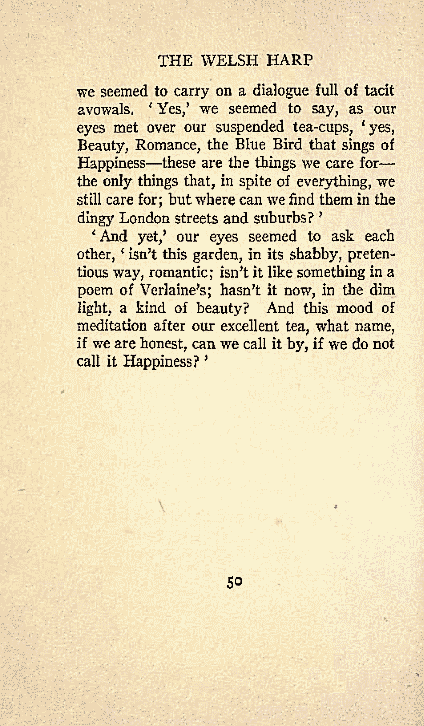 THE WELSH HARP
we seemed to carry on a dialogue full of tacit
avowals. ‘Yes,’ we seemed to say, as our
eyes met over our suspended tea-cups, ‘yes,
Beauty, Romance, the Blue Bird that sings of
Happiness—these are the things we care for—
the only things that, in spite of everything, we
still care for; but where can we find them in the
dingy London streets and suburbs?’
‘And yet,’ our eyes seemed to ask each
other, ‘isn’t this garden, in its shabby, preten-
tious way, romantic; isn’t it like something in a
poem of Verlaine’s; hasn’t it now, in the dim
light, a kind of beauty? And this mood of
meditation after our excellent tea, what name,
if we are honest, can we call it by, if we do not
call it Happiness?’
50